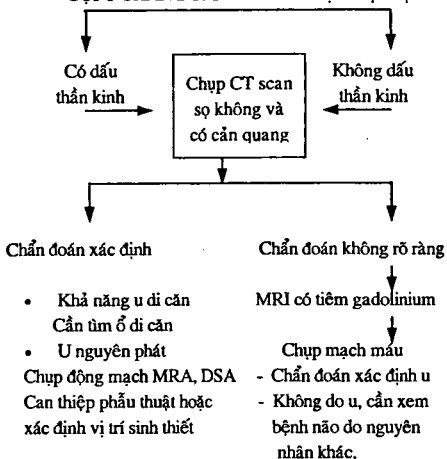 Có dấu
thần kinh
Chụp CT scan
sọ không và
có cản quang
Không dấu
thần kinh
Chẩn đoán xác định
• Khả năng u di căn
Cần tìm ổ di căn
• U nguyên phát
Chụp động mạch MRA, DSA
Can thiệp phẫu thuật hoặc
xác định vị trí sinh thiết
Chẩn đoán không rõ ràng
MRI có tiêm gadolinium
Chụp mạch máu
- Chẩn đoán xác định u
- Không do u, cần xem
bệnh não do nguyên
nhân khác.